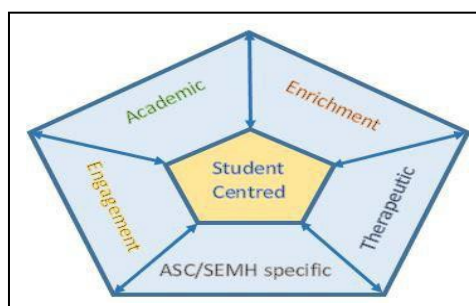 Academic
Enrichment
Engagement
Student
Centred
Therapeutic
ASC/SEMH specific